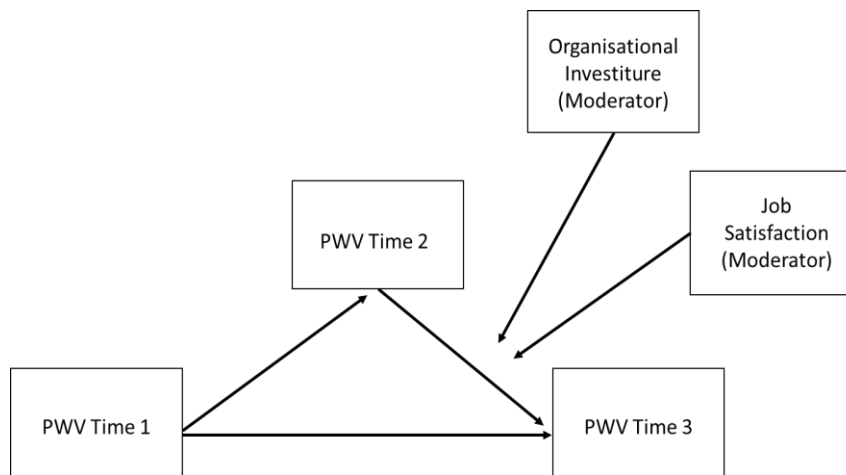 Organisational
Investiture
(Moderator)
Job
Satisfaction
(Moderator)
PWV Time 2
PWV Time 1
PWV Time 3